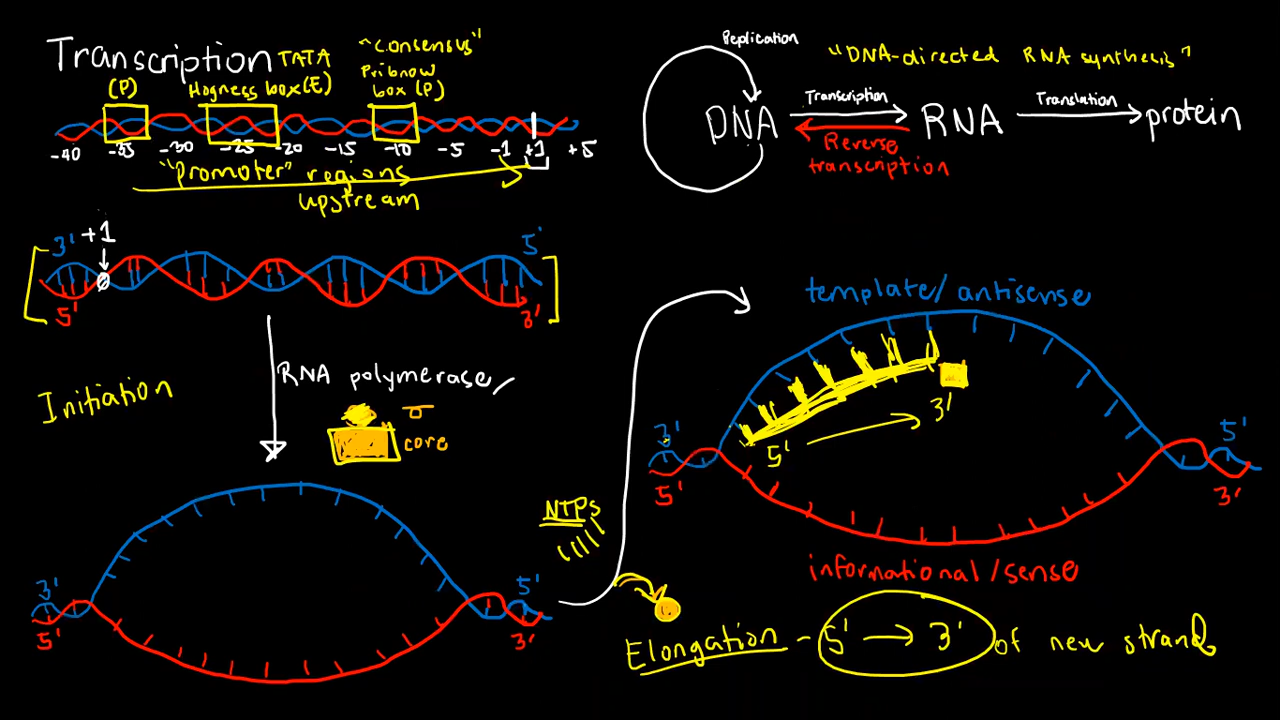 Transcription
TATA
"Consensus"
(P)
Hogness box(E)
Pribnow
box (P)
-40 -35 -30 -25 -20 -15 -10 -5 -1 +1 +5
"promoter" regions
upstream
Replication
"DNA-directed RNA synthesis"
DNA
Transcription
RNA
Translation
protein
Reverse
transcription
+1
3' 5'
5' 3'
RNA polymerase
Initiation
σ
core
3' 5'
5' 3'
NTPs
template/antisense
3'
5'
3' 5'
5' 3'
informational/sense
Elongation - 5' → 3' of new strand